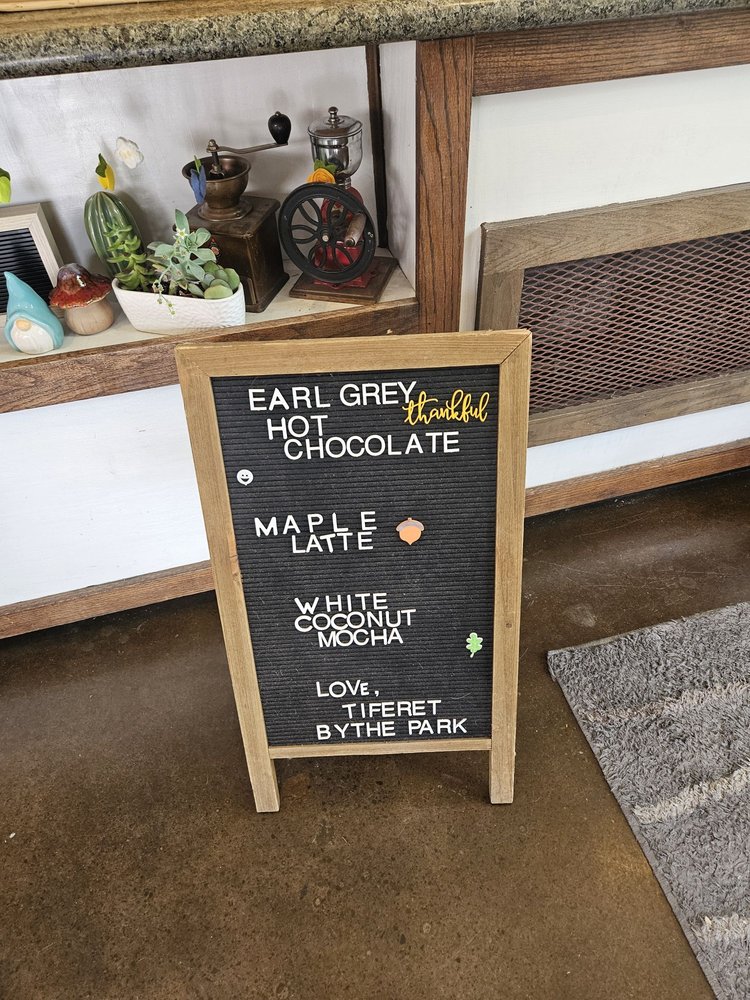 EARL GREY thankful
HOT
CHOCOLATE
MAPLE
LATTE
WHITE
COCONUT
MOCHA
LOVE,
TIFERET
BYTHE PARK